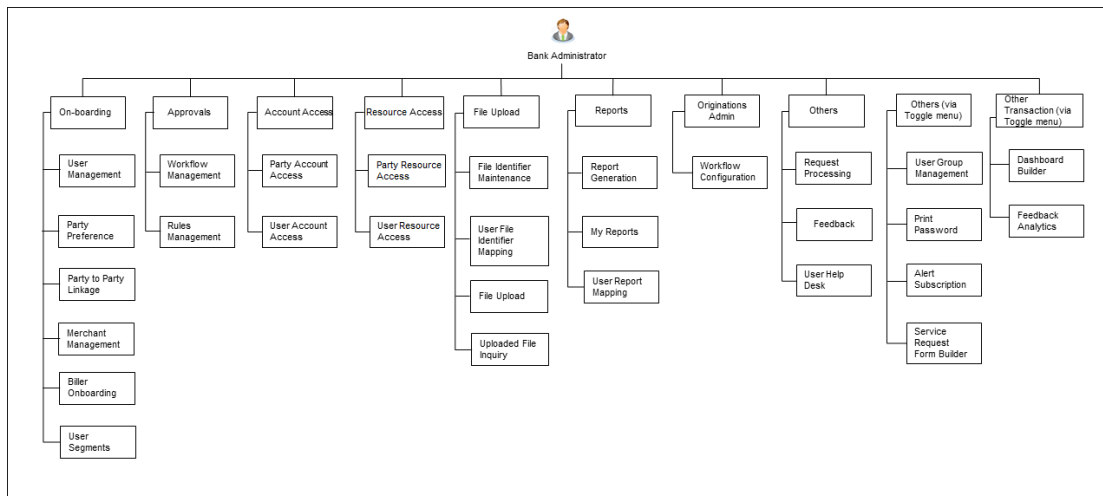 Bank Administrator
On-boarding
Approvals
Account Access
Resource Access
File Upload
Reports
Originations
Admin
Others
Others (via
Toggle menu)
Other
Transaction (via
Toggle menu)
User
Management
Party
Preference
Party to Party
Linkage
Merchant
Management
Biller
Onboarding
User
Segments
Workflow
Management
Rules
Management
Party Account
Access
User Account
Access
Party Resource
Access
User Resource
Access
File Identifier
Maintenance
User File
Identifier
Mapping
File Upload
Uploaded File
Inquiry
Report
Generation
My Reports
User Report
Mapping
Workflow
Configuration
Request
Processing
Feedback
User Help
Desk
User Group
Management
Print
Password
Alert
Subscription
Service
Request
Form Builder
Dashboard
Builder
Feedback
Analytics